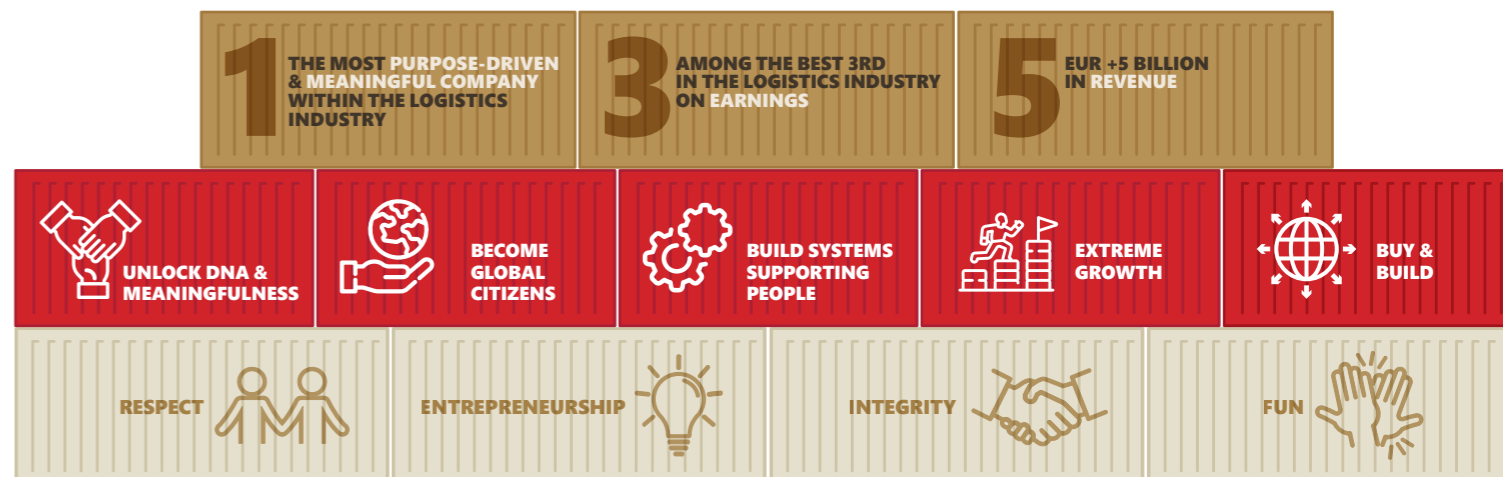 1
THE MOST PURPOSE-DRIVEN
& MEANINGFUL COMPANY
WITHIN THE LOGISTICS
INDUSTRY
3
AMONG THE BEST 3RD
IN THE LOGISTICS INDUSTRY
ON EARNINGS
5
EUR +5 BILLION
IN REVENUE
UNLOCK DNA &
MEANINGFULNESS
BECOME
GLOBAL
CITIZENS
BUILD SYSTEMS
SUPPORTING
PEOPLE
EXTREME
GROWTH
BUY &
BUILD
RESPECT
ENTREPRENEURSHIP
INTEGRITY
FUN